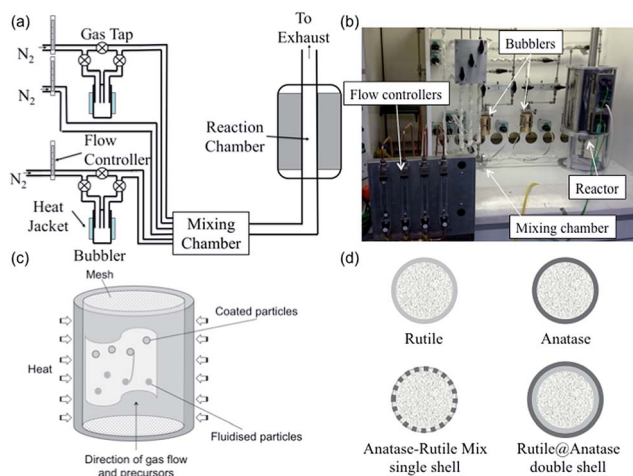 (a)
To
Exhaust
Gas Tap
N2
N2
Reaction
Chamber
Flow
Controller
N2
Heat
Jacket
Bubbler
Mixing
Chamber
(b)
Bubblers
Flow controllers
Reactor
Mixing chamber
(c)
Mesh
Coated particles
Heat
Fluidised particles
Direction of gas flow
and precursors
(d)
Rutile
Anatase
Anatase-Rutile Mix
single shell
Rutile@Anatase
double shell